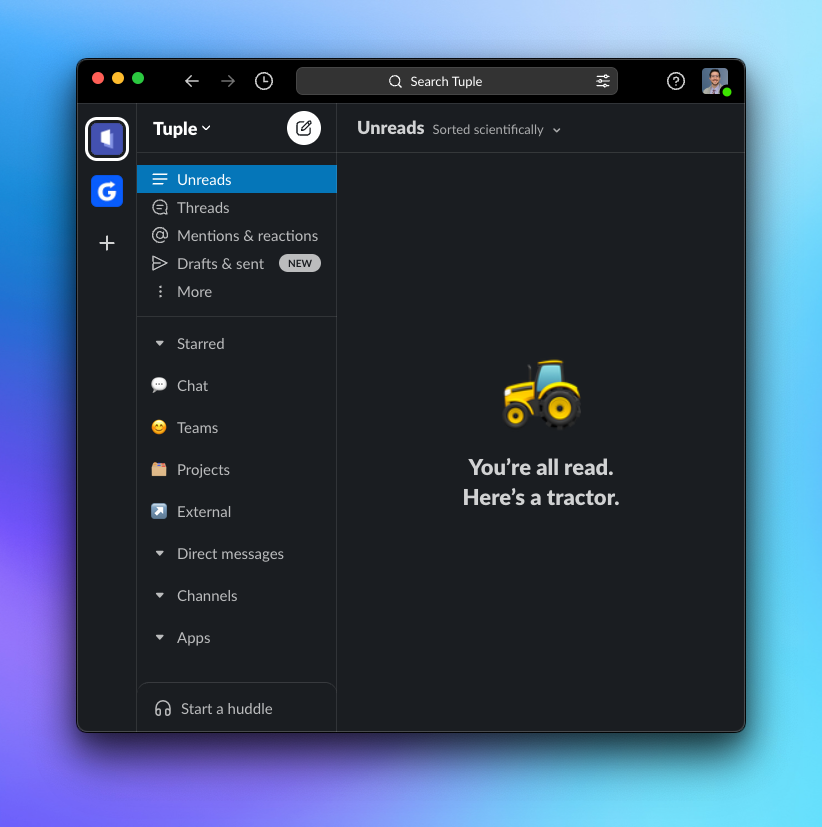 Search Tuple
Tuple
Unreads Sorted scientifically
Unreads
Threads
Mentions & reactions
Drafts & sent NEW
More
Starred
Chat
Teams
Projects
External
Direct messages
Channels
Apps
Start a huddle
You’re all read.
Here’s a tractor.